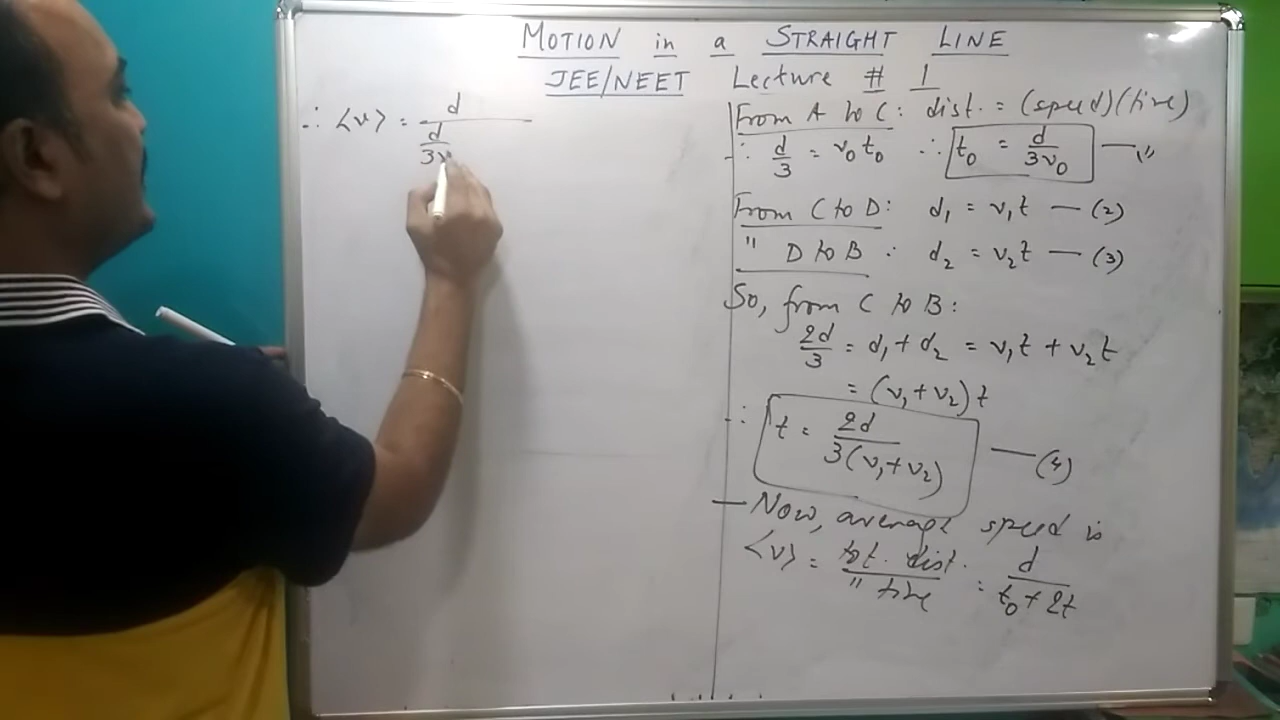 MOTION in a STRAIGHT LINE
JEE/NEET Lecture # 1
∴ <v> = d / (d/3v
From A to C: dist. = (speed)(time)
∴ d/3 = v₀t₀ ∴ t₀ = d/3v₀ —(1)
From C to D: d₁ = v₁t — (2)
" D to B : d₂ = v₂t — (3)
So, from C to B:
2d/3 = d₁ + d₂ = v₁t + v₂t
= (v₁ + v₂)t
∴ t = 2d/3(v₁+v₂) — (4)
— Now, average speed is
<v> = tot. dist. / " time = d / t₀ + 2t